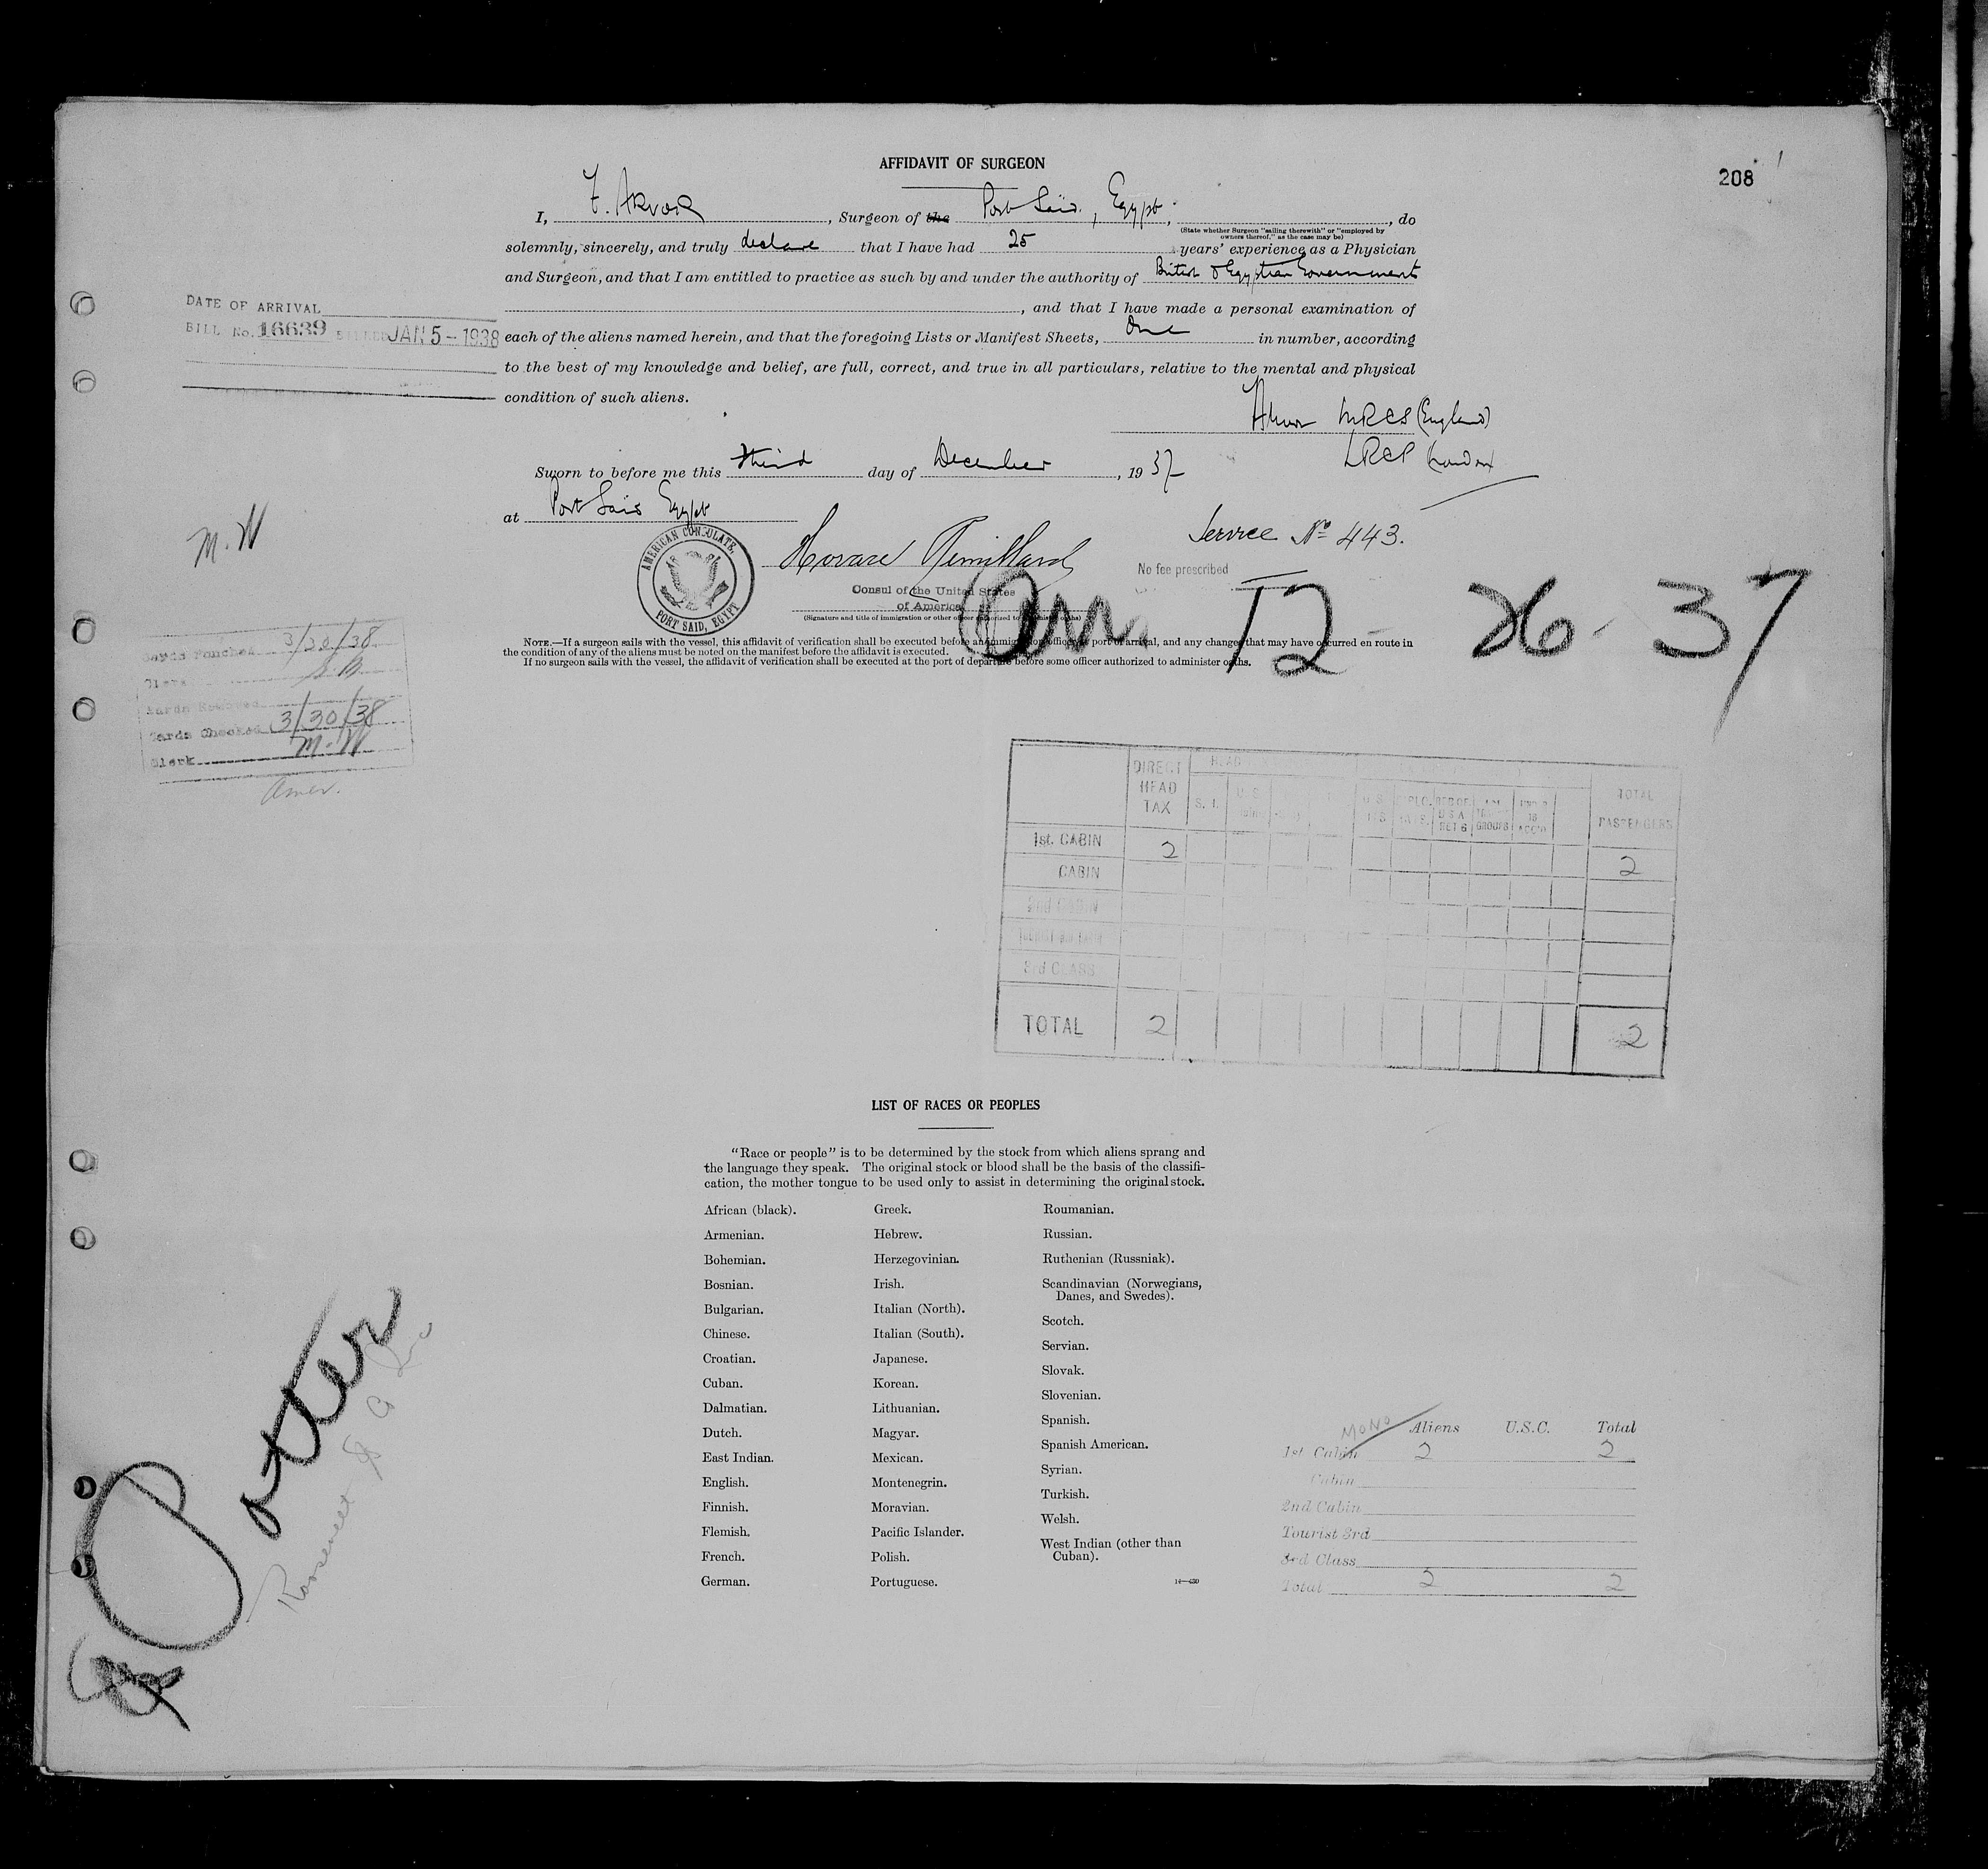 AFFIDAVIT OF SURGEON
208
I, F. Arvor, Surgeon of the Port Said, Egypt, do
(State whether Surgeon "sailing therewith" or "employed by
owners thereof," as the case may be)
solemnly, sincerely, and truly declare that I have had 25 years' experience as a Physician
and Surgeon, and that I am entitled to practice as such by and under the authority of British & Egyptian Governments
, and that I have made a personal examination of
DATE OF ARRIVAL
BILL No. 16639 BILLED JAN 5-1938
each of the aliens named herein, and that the foregoing Lists or Manifest Sheets, One in number, according
to the best of my knowledge and belief, are full, correct, and true in all particulars, relative to the mental and physical
condition of such aliens.
MRCS (England)
LRCP London
Sworn to before me this third day of December, 1937
at Port Said Egypt
AMERICAN CONSULATE,
PORT SAID, EGYPT
Horace Remillard
Service No 443.
No fee prescribed
Consul of the United States
of America
(Signature and title of immigration or other officer authorized to administer oaths)
Arr. 12-26-37
NOTE.—If a surgeon sails with the vessel, this affidavit of verification shall be executed before an immigration officer at port of arrival, and any changes that may have occurred en route in
the condition of any of the aliens must be noted on the manifest before the affidavit is executed.
If no surgeon sails with the vessel, the affidavit of verification shall be executed at the port of departure before some officer authorized to administer oaths.
M.W
Cards Punched 3/30/38
Clerk
Cards Checked 3/30/38
Clerk M.W
Amer.
DIRECT HEAD TAX
TOTAL PASSENGERS
1st. CABIN 2 2
CABIN
2nd CABIN
3rd CLASS
TOTAL 2 2
LIST OF RACES OR PEOPLES
"Race or people" is to be determined by the stock from which aliens sprang and
the language they speak. The original stock or blood shall be the basis of the classifi-
cation, the mother tongue to be used only to assist in determining the original stock.
African (black).
Armenian.
Bohemian.
Bosnian.
Bulgarian.
Chinese.
Croatian.
Cuban.
Dalmatian.
Dutch.
East Indian.
English.
Finnish.
Flemish.
French.
German.
Greek.
Hebrew.
Herzegovinian.
Irish.
Italian (North).
Italian (South).
Japanese.
Korean.
Lithuanian.
Magyar.
Mexican.
Montenegrin.
Moravian.
Pacific Islander.
Polish.
Portuguese.
Roumanian.
Russian.
Ruthenian (Russniak).
Scandinavian (Norwegians,
Danes, and Swedes).
Scotch.
Servian.
Slovak.
Slovenian.
Spanish.
Spanish American.
Syrian.
Turkish.
Welsh.
West Indian (other than
Cuban).
14—430
MONO Aliens U.S.C. Total
1st Cabin 2 2
Cabin
2nd Cabin
Tourist 3rd
3rd Class
Total 2 2
Potter
Roosevelt